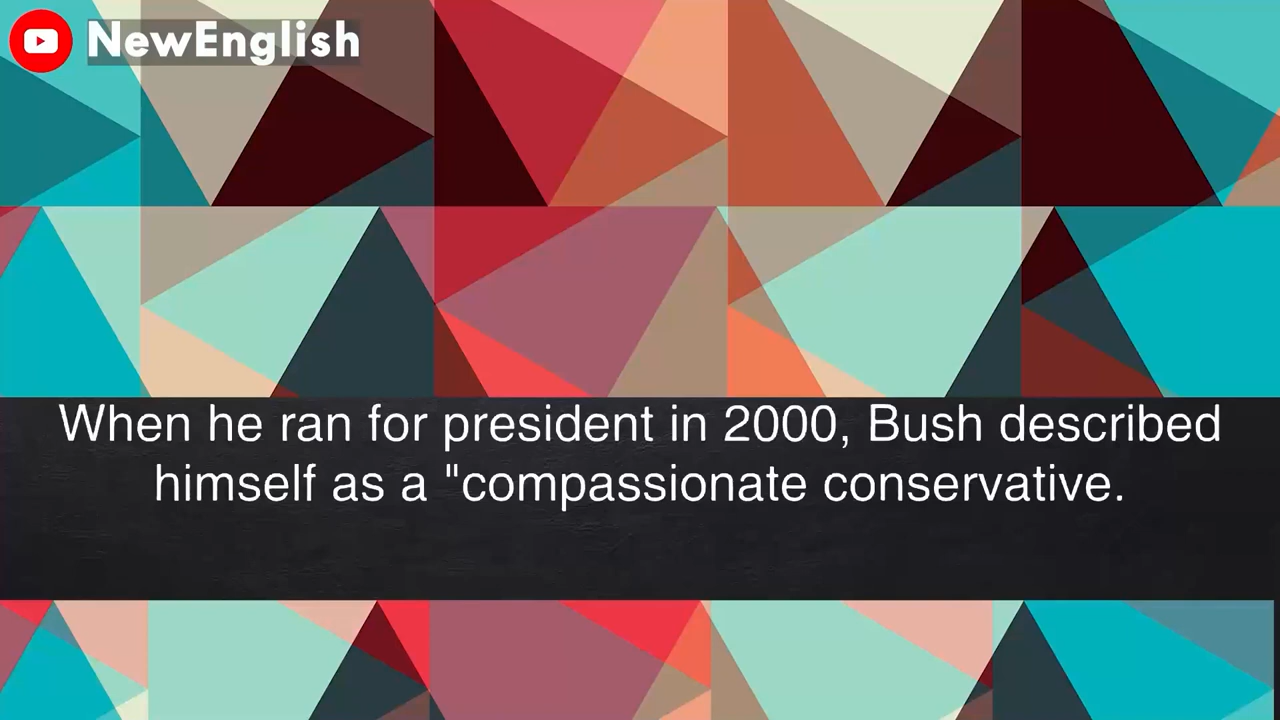 NewEnglish
When he ran for president in 2000, Bush described
himself as a "compassionate conservative.